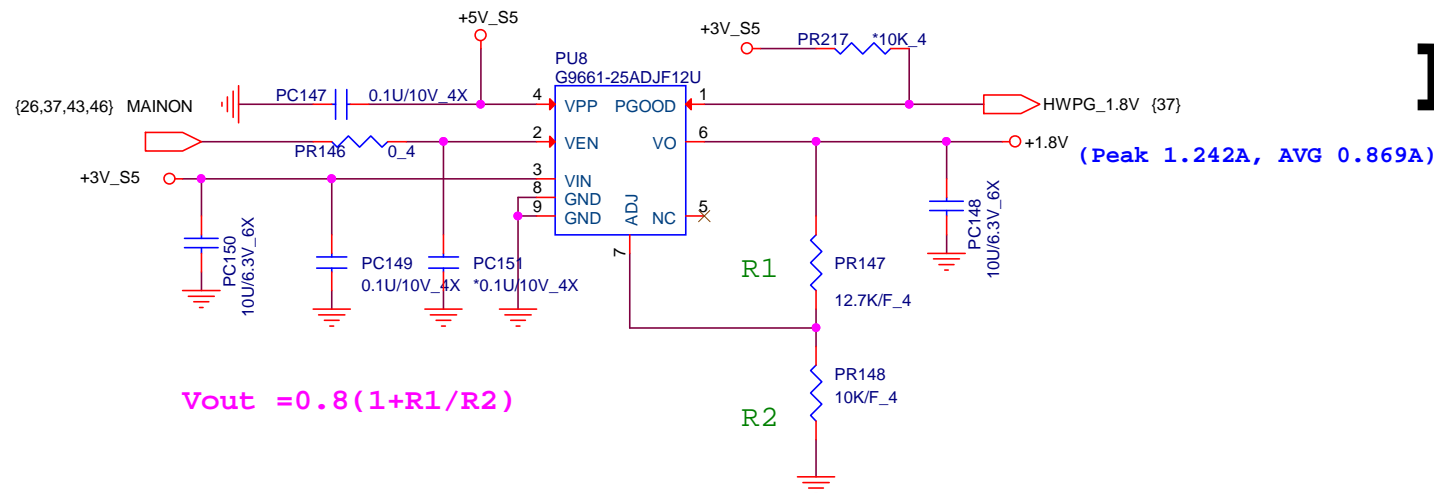 +5V_S5
+3V_S5
PR217
*10K_4
PU8
G9661-25ADJF12U
{26,37,43,46} MAINON
PC147
0.1U/10V_4X
4
VPP
PGOOD
1
HWPG_1.8V {37}
2
VEN
VO
6
+1.8V
(Peak 1.242A, AVG 0.869A)
PR146
0_4
+3V_S5
3
VIN
8
GND
9
GND
ADJ
NC
5
7
PC150
10U/6.3V_6X
PC149
0.1U/10V_4X
PC151
*0.1U/10V_4X
PC148
10U/6.3V_6X
R1
PR147
12.7K/F_4
PR148
10K/F_4
R2
Vout =0.8(1+R1/R2)